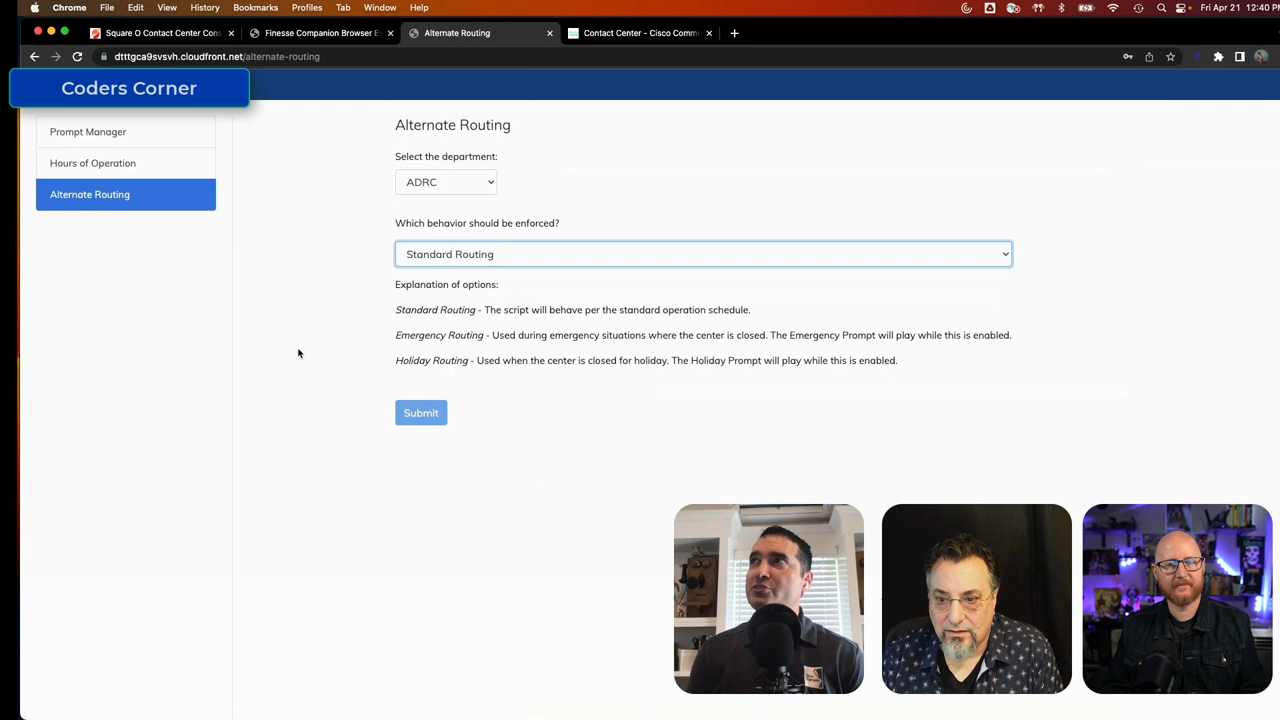 Chrome File Edit View History Bookmarks Profiles Tab Window Help Fri Apr 21 12:40
Square O Contact Center Con
Finesse Companion Browser E
Alternate Routing
Contact Center - Cisco Comm
dtttgca9svsvh.cloudfront.net/alternate-routing
Coders Corner
Prompt Manager
Hours of Operation
Alternate Routing
Alternate Routing
Select the department:
ADRC
Which behavior should be enforced?
Standard Routing
Explanation of options:
Standard Routing - The script will behave per the standard operation schedule.
Emergency Routing - Used during emergency situations where the center is closed. The Emergency Prompt will play while this is enabled.
Holiday Routing - Used when the center is closed for holiday. The Holiday Prompt will play while this is enabled.
Submit